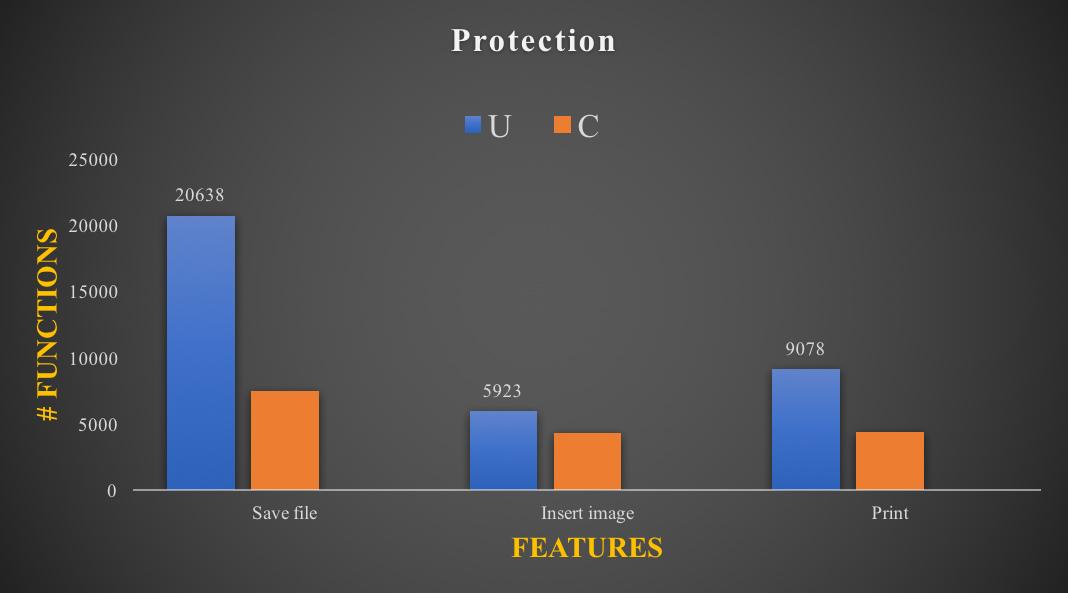 Protection
U C
25000
20000
15000
10000
5000
0
# FUNCTIONS
20638
5923
9078
Save file Insert image Print
FEATURES